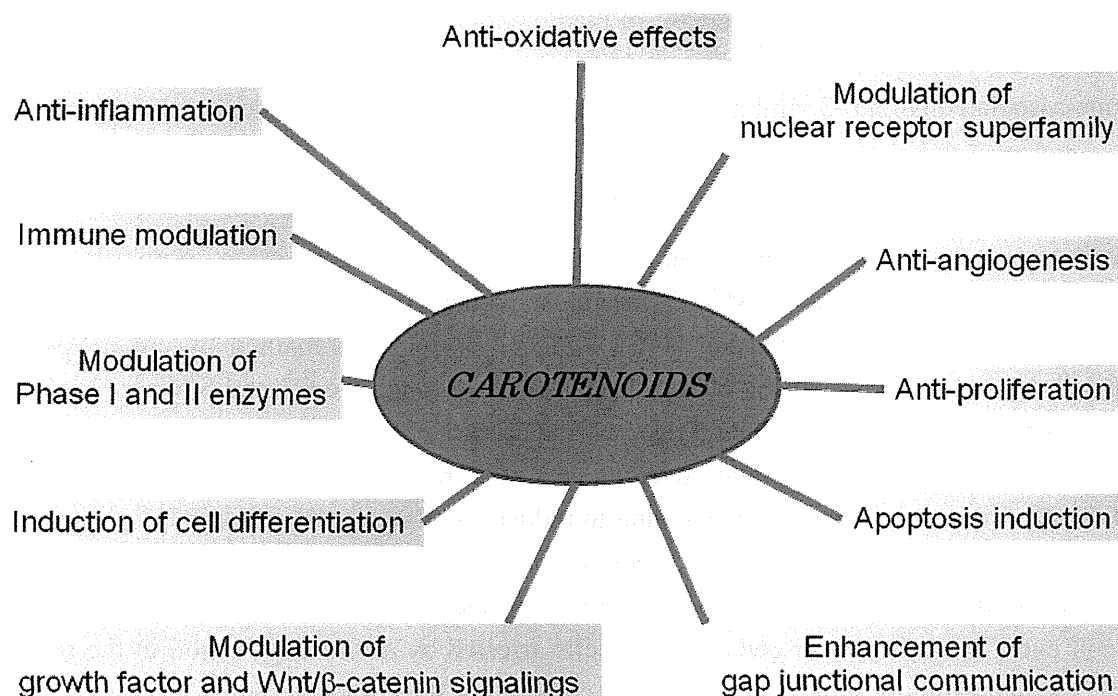 Anti-oxidative effects
Anti-inflammation
Modulation of
nuclear receptor superfamily
Immune modulation
Anti-angiogenesis
Modulation of
Phase I and II enzymes
CAROTENOIDS
Anti-proliferation
Induction of cell differentiation
Apoptosis induction
Modulation of
growth factor and Wnt/β-catenin signalings
Enhancement of
gap junctional communication